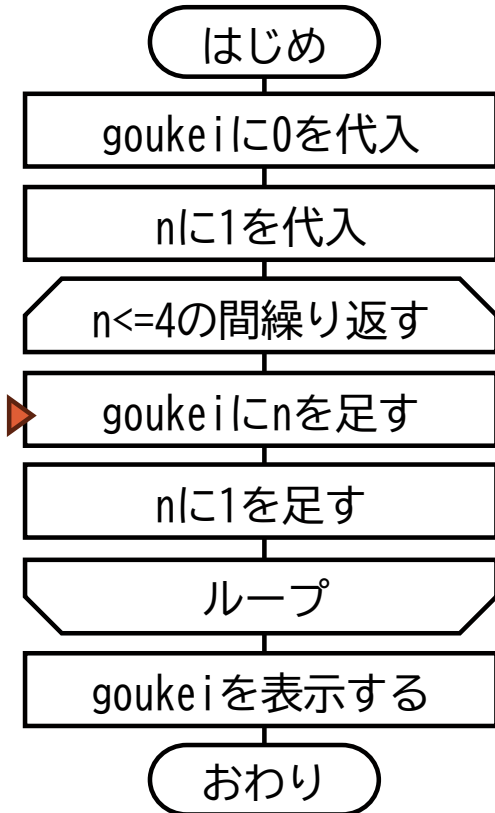 はじめ
goukeiに0を代入
nに1を代入
n<=4の間繰り返す
goukeiにnを足す
nに1を足す
ループ
goukeiを表示する
おわり